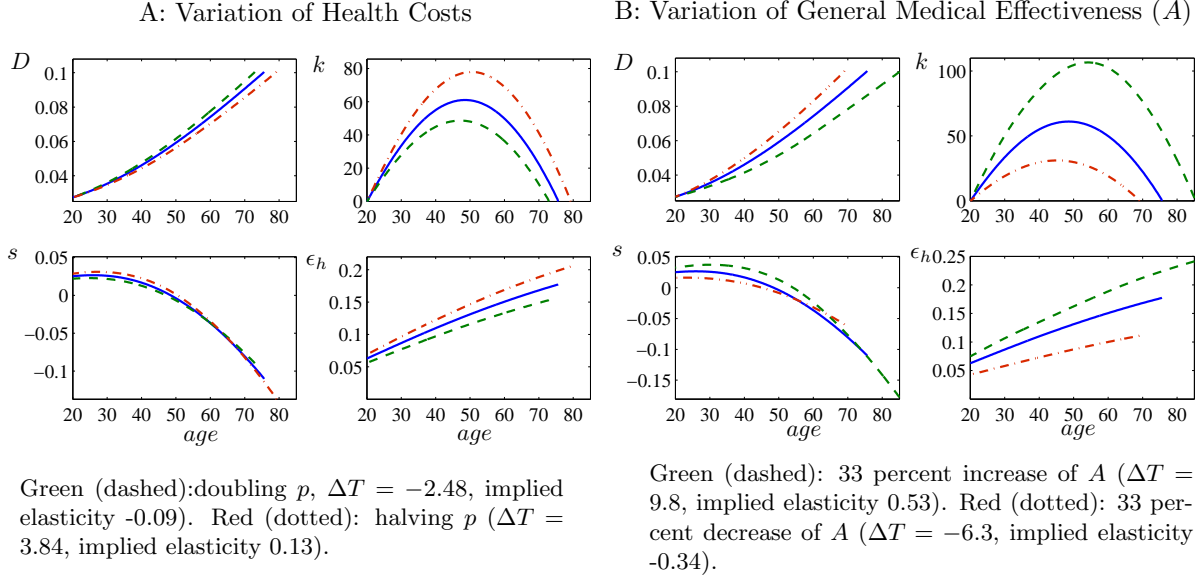 A: Variation of Health Costs
D
0.1
0.08
0.06
0.04
20 30 40 50 60 70 80
k
80
60
40
20
0
20 30 40 50 60 70 80
s
0.05
0
−0.05
−0.1
20 30 40 50 60 70 80
age
ϵh
0.2
0.15
0.1
0.05
20 30 40 50 60 70 80
age
Green (dashed):doubling p, ΔT = −2.48, implied
elasticity -0.09). Red (dotted): halving p (ΔT =
3.84, implied elasticity 0.13).
B: Variation of General Medical Effectiveness (A)
D
0.1
0.08
0.06
0.04
20 30 40 50 60 70 80
k
100
50
0
20 30 40 50 60 70 80
s
0.05
0
−0.05
−0.1
−0.15
20 30 40 50 60 70 80
age
ϵh
0.25
0.2
0.15
0.1
0.05
20 30 40 50 60 70 80
age
Green (dashed): 33 percent increase of A (ΔT =
9.8, implied elasticity 0.53). Red (dotted): 33 per-
cent decrease of A (ΔT = −6.3, implied elasticity
-0.34).